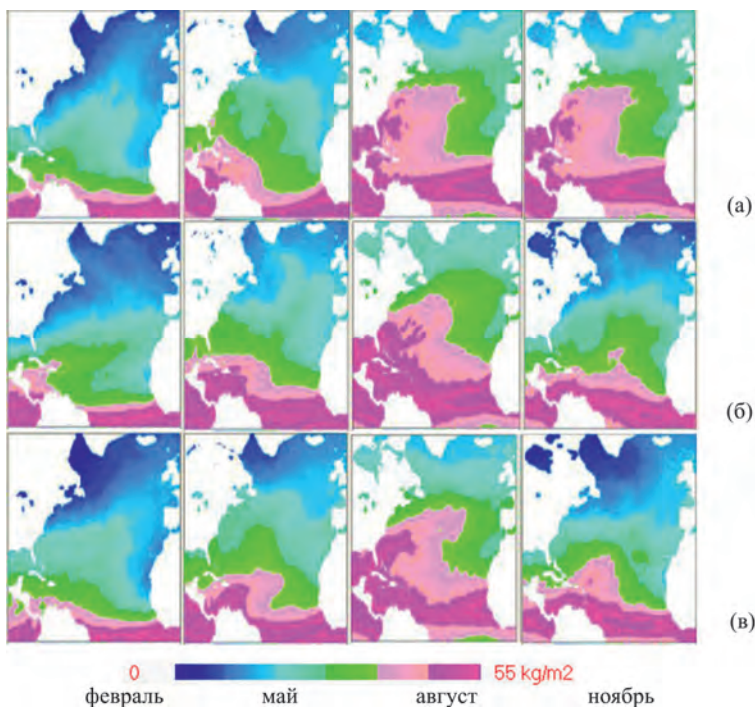 (а)
(б)
(в)
0 55 kg/m2
февраль май август ноябрь